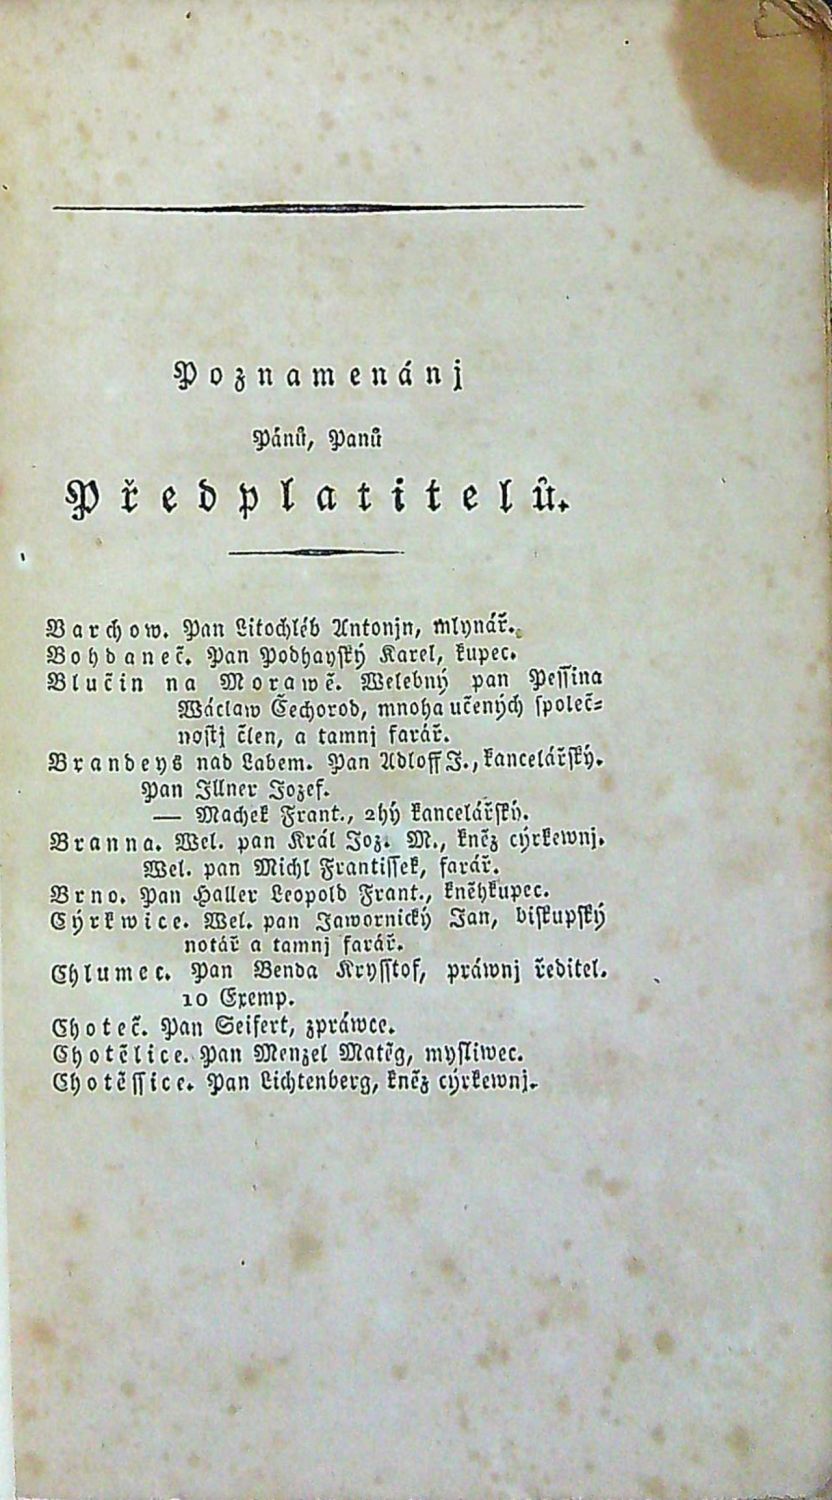 Poznamenánj
Pánů, Panů
Předplatitelů.
Barchow. Pan Litochléb Antonjn, mlynář.
Bohdaneč. Pan Podhayský Karel, kupec.
Blučin na Morawě. Welebný pan Pessina
Wáclaw Čechorod, mnoha učených společ-
nostj člen, a tamnj farář.
Brandeys nad Labem. Pan Adloff J., kancelářský.
Pan Illner Jozef.
— Machek Frant., 2hý kancelářský.
Branna. Wel. pan Král Joz. M., kněz cýrkewnj.
Wel. pan Michl Frantissek, farář.
Brno. Pan Haller Leopold Frant., kněhkupec.
Cýrkwice. Wel. pan Jawornický Jan, biskupský
notář a tamnj farář.
Chlumec. Pan Benda Krysstof, práwnj ředitel.
10 Exemp.
Choteč. Pan Seifert, zpráwce.
Chotělice. Pan Menzel Matěg, mysliwec.
Chotěssice. Pan Lichtenberg, kněz cýrkewnj.